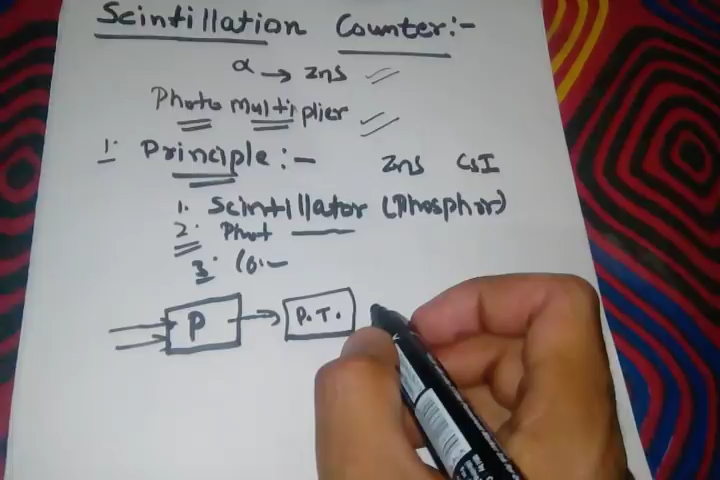 Scintillation Counter:-
α → ZnS
Photo multiplier
1. Principle :- ZnS CsI
1. Scintillator (Phosphor)
2. Phot
3.
P → P.T.